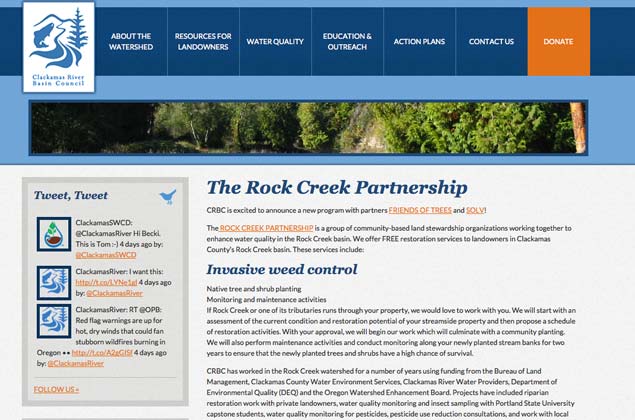 ABOUT THE
WATERSHED
RESOURCES FOR
LANDOWNERS
WATER QUALITY
EDUCATION &
OUTREACH
ACTION PLANS
CONTACT US
DONATE
Clackamas River
Basin Council
Tweet, Tweet
ClackamasSWCD:
@ClackamaRiver Hi Becki.
This is Tom :-) 4 days ago by:
@ClackamasSWCD
ClackamasRiver: I want this:
http://t.co/LYNe1gl 4 days ago
by: @ClackamasRiver
ClackamasRiver: RT @OPB:
Red flag warnings are up for
hot, dry winds that could fan
stubborn wildfires burning in
Oregon •• http://t.co/A2gGISf 4 days
ago by: @ClackamasRiver
FOLLOW US »
The Rock Creek Partnership
CRBC is excited to announce a new program with partners FRIENDS OF TREES and SOLV!
The ROCK CREEK PARTNERSHIP is a group of community-based land stewardship organizations working together to
enhance water quality in the Rock Creek basin. We offer FREE restoration services to landowners in Clackamas
County's Rock Creek basin. These services include:
Invasive weed control
Native tree and shrub planting
Monitoring and maintenance activities
If Rock Creek or one of its tributaries runs through your property, we would love to work with you. We will start with an
assessment of the current condition and restoration potential of your streamside property and then propose a schedule
of restoration activities. With your approval, we will begin our work which will culminate with a community planting.
We will also perform maintenance activities and conduct monitoring along your newly planted stream banks for two
years to ensure that the newly planted trees and shrubs have a high chance of survival.
CRBC has worked in the Rock Creek watershed for a number of years using funding from the Bureau of Land
Management, Clackamas County Water Environment Services, Clackamas River Water Providers, Department of
Environmental Quality (DEQ) and the Oregon Watershed Enhancement Board. Projects have included riparian
restoration work with private landowners, water quality monitoring and insect sampling with Portland State University
capstone students, water quality monitoring for pesticides, pesticide use reduction consultations, and work with local